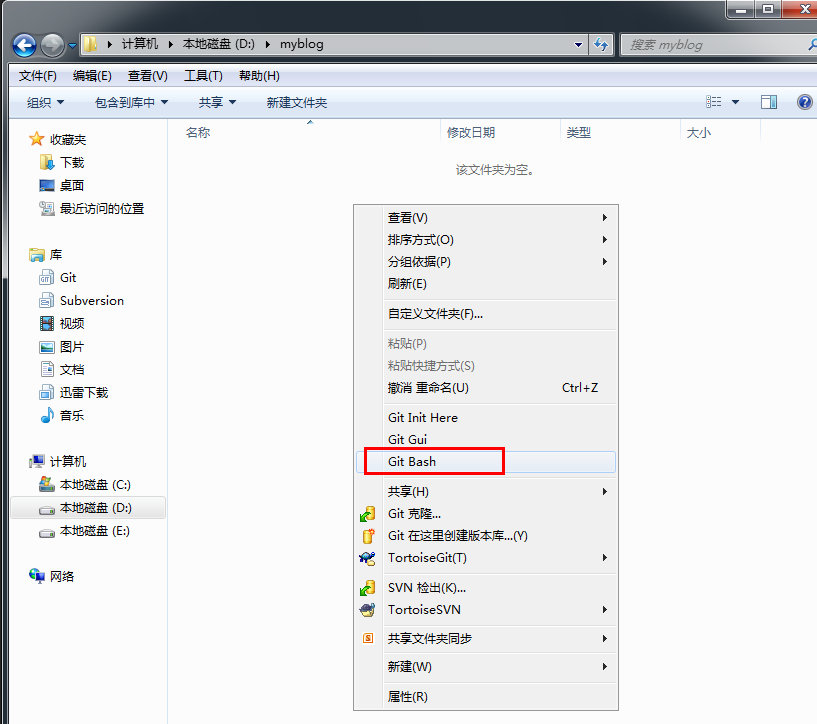 计算机 本地磁盘 (D:) myblog
搜索 myblog
文件(F) 编辑(E) 查看(V) 工具(T) 帮助(H)
组织 包含到库中 共享 新建文件夹
名称 修改日期 类型 大小
该文件夹为空。
收藏夹
下载
桌面
最近访问的位置
库
Git
Subversion
视频
图片
文档
迅雷下载
音乐
计算机
本地磁盘 (C:)
本地磁盘 (D:)
本地磁盘 (E:)
网络
查看(V)
排序方式(O)
分组依据(P)
刷新(E)
自定义文件夹(F)...
粘贴(P)
粘贴快捷方式(S)
撤消 重命名(U) Ctrl+Z
Git Init Here
Git Gui
Git Bash
共享(H)
Git 克隆...
Git 在这里创建版本库...(Y)
TortoiseGit(T)
SVN 检出(K)...
TortoiseSVN
共享文件夹同步
新建(W)
属性(R)